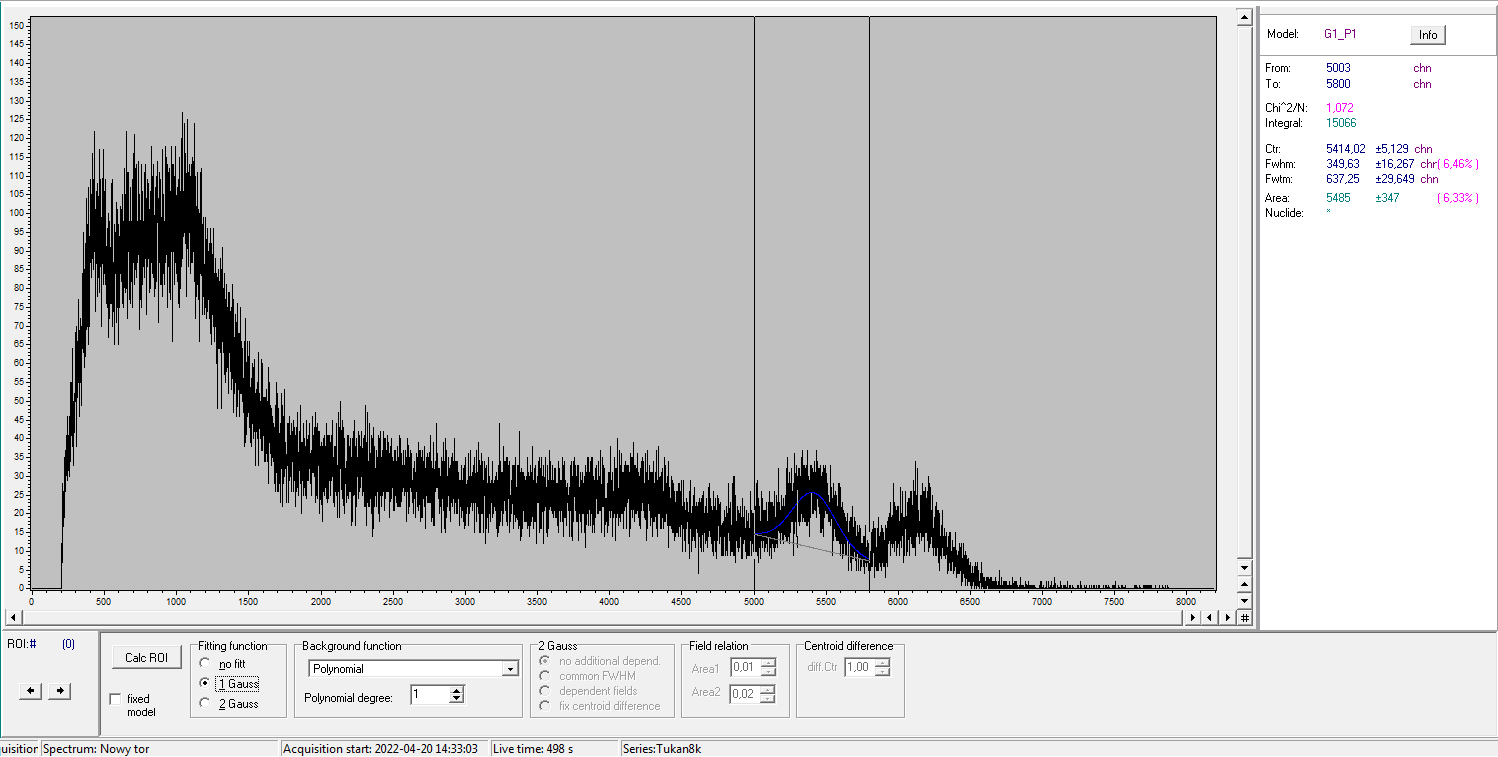 150
145
140
135
130
125
120
115
110
105
100
95
90
85
80
75
70
65
60
55
50
45
40
35
30
25
20
15
10
5
0
0 500 1000 1500 2000 2500 3000 3500 4000 4500 5000 5500 6000 6500 7000 7500 8000
#
Model: G1_P1 Info
From: 5003 chn
To: 5800 chn
Chi^2/N: 1,072
Integral: 15066
Ctr: 5414,02 ±5,129 chn
Fwhm: 349,63 ±16,267 chr( 6,46% )
Fwtm: 637,25 ±29,649 chn
Area: 5485 ±347 ( 6,33% )
Nuclide: *
ROI:# (0)
Calc ROI
fixed
model
Fitting function
no fitt
1 Gauss
2 Gauss
Background function
Polynomial
Polynomial degree: 1
2 Gauss
no additional depend.
common FWHM
dependent fields
fix centroid difference
Field relation
Area1 0,01
Area2 0,02
Centroid difference
diff.Ctr 1,00
quisition Spectrum: Nowy tor Acquisition start: 2022-04-20 14:33:03 Live time: 498 s Series:Tukan8k